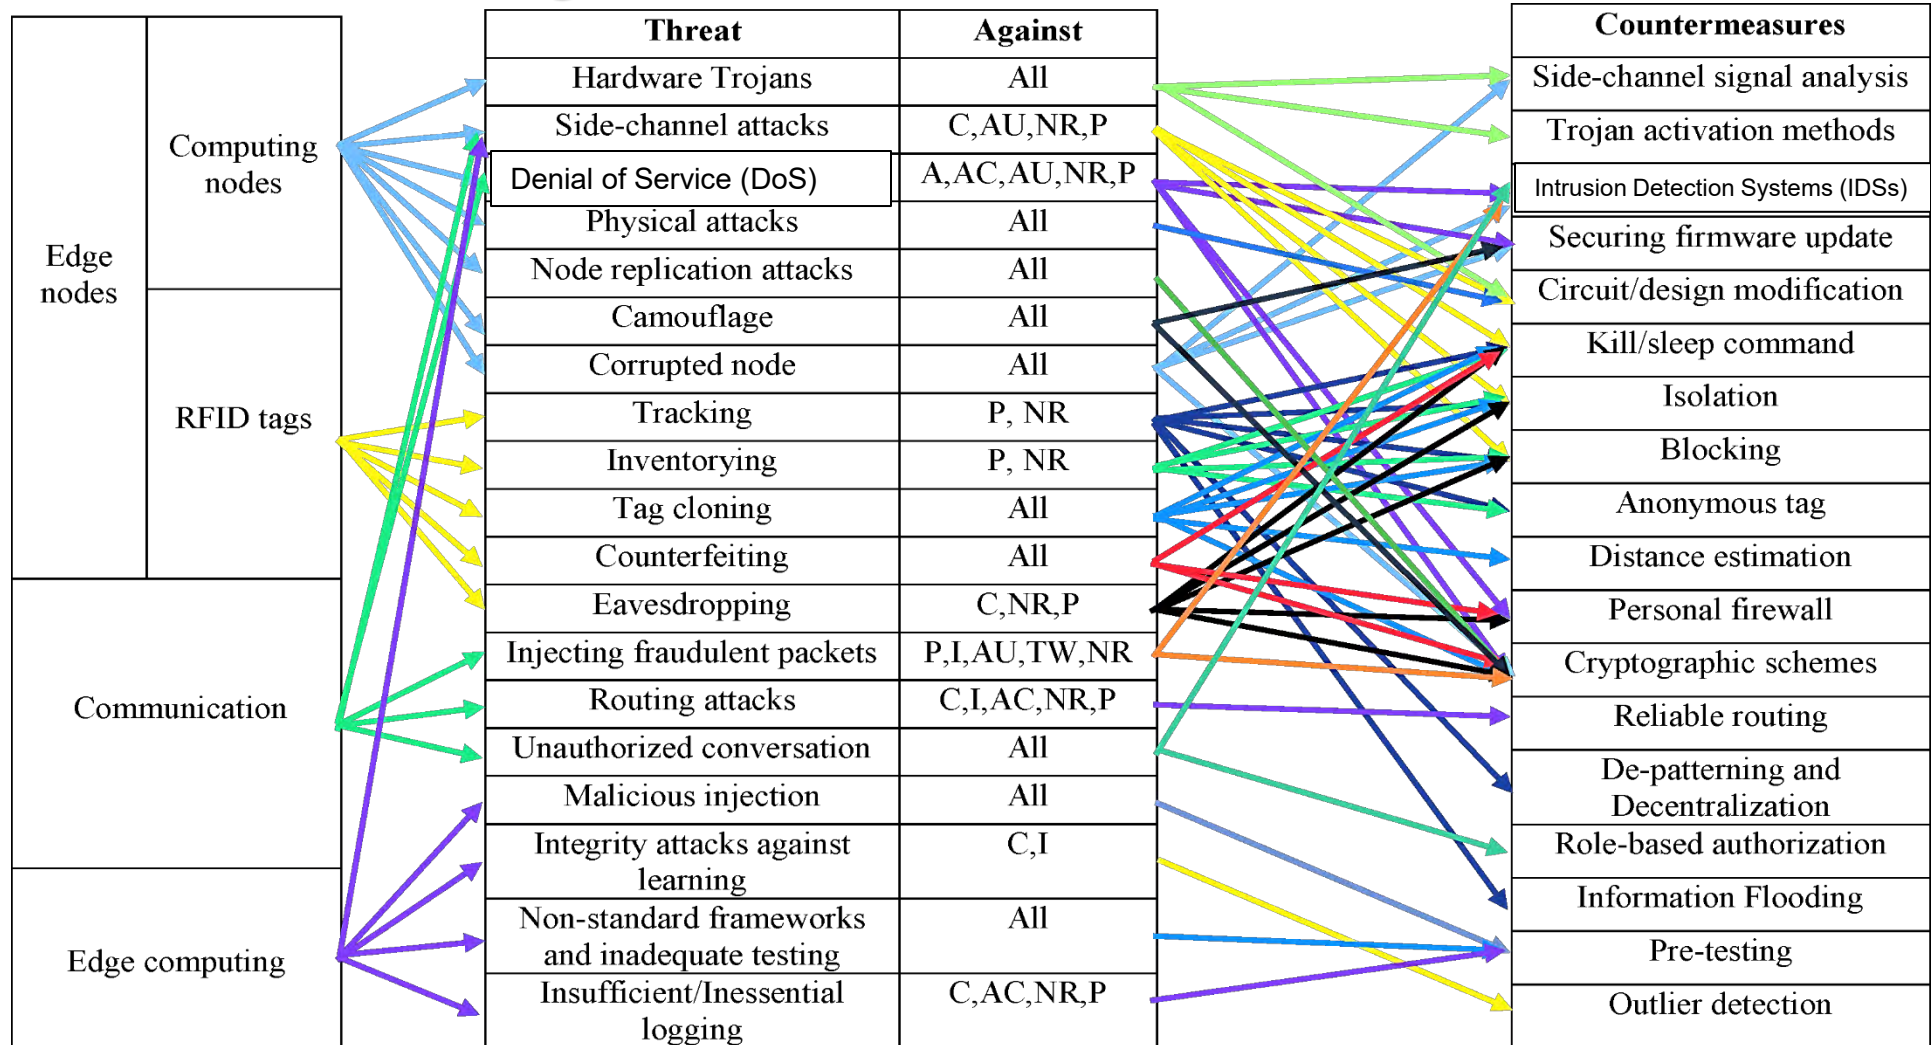 Edge
nodes
Computing
nodes
RFID tags
Communication
Edge computing
Threat
Against
Hardware Trojans
All
Side-channel attacks
C,AU,NR,P
Denial of Service (DoS)
A,AC,AU,NR,P
Physical attacks
All
Node replication attacks
All
Camouflage
All
Corrupted node
All
Tracking
P, NR
Inventorying
P, NR
Tag cloning
All
Counterfeiting
All
Eavesdropping
C,NR,P
Injecting fraudulent packets
P,I,AU,TW,NR
Routing attacks
C,I,AC,NR,P
Unauthorized conversation
All
Malicious injection
All
Integrity attacks against
learning
C,I
Non-standard frameworks
and inadequate testing
All
Insufficient/Inessential
logging
C,AC,NR,P
Countermeasures
Side-channel signal analysis
Trojan activation methods
Intrusion Detection Systems (IDSs)
Securing firmware update
Circuit/design modification
Kill/sleep command
Isolation
Blocking
Anonymous tag
Distance estimation
Personal firewall
Cryptographic schemes
Reliable routing
De-patterning and
Decentralization
Role-based authorization
Information Flooding
Pre-testing
Outlier detection